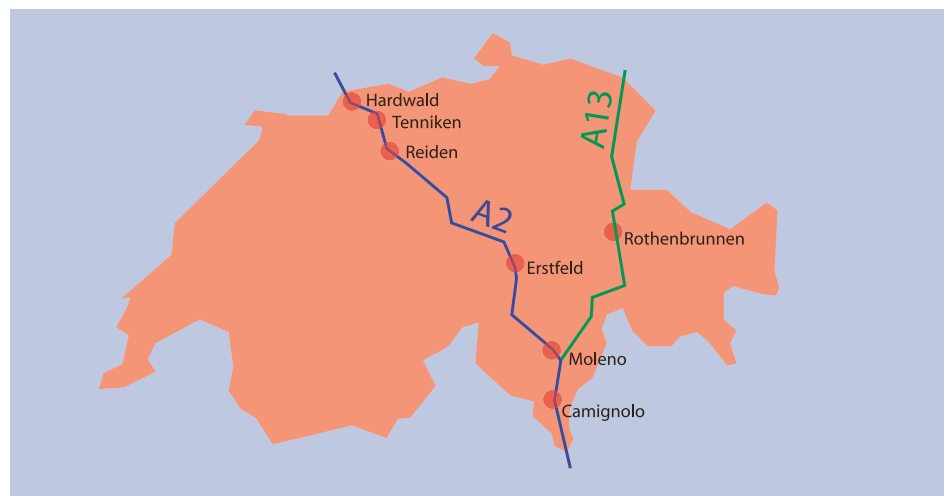 Hardwald
Tenniken
Reiden
A2
A13
Rothenbrunnen
Erstfeld
Moleno
Camignolo